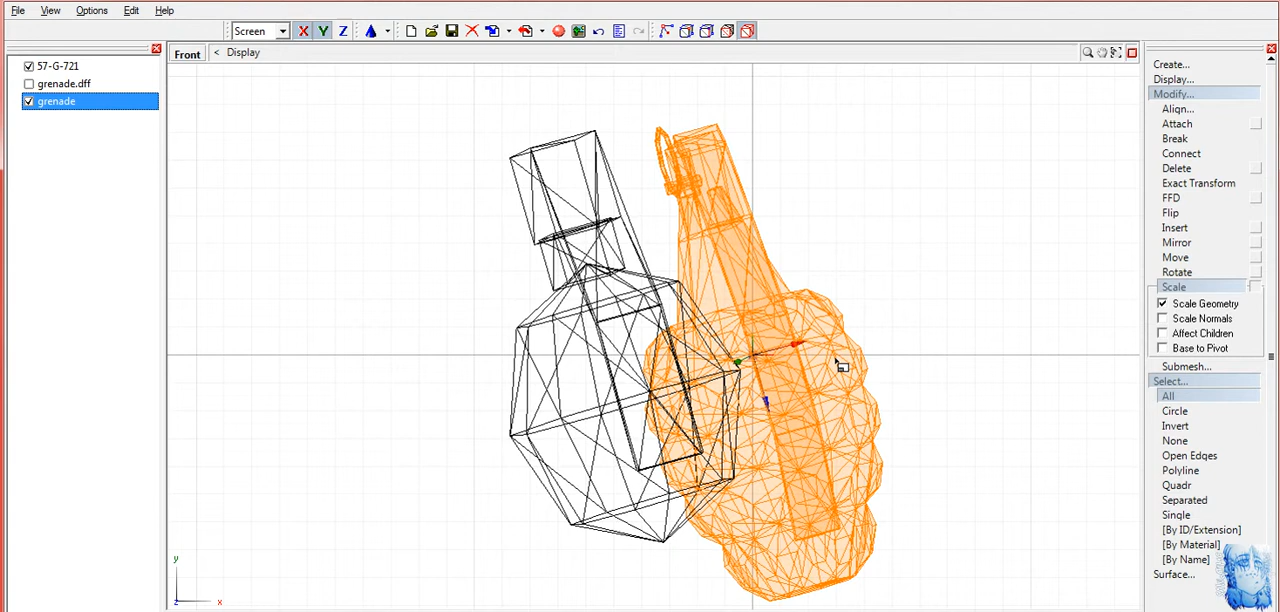 File View Options Edit Help
Screen X Y Z
57-G-721
grenade.dff
grenade
Front < Display
Create...
Display...
Modify...
Align...
Attach
Break
Connect
Delete
Exact Transform
FFD
Flip
Insert
Mirror
Move
Rotate
Scale
Scale Geometry
Scale Normals
Affect Children
Base to Pivot
Submesh...
Select...
All
Circle
Invert
None
Open Edges
Polyline
Quadr
Separated
Single
[By ID/Extension]
[By Material]
[By Name]
Surface...
y
z x